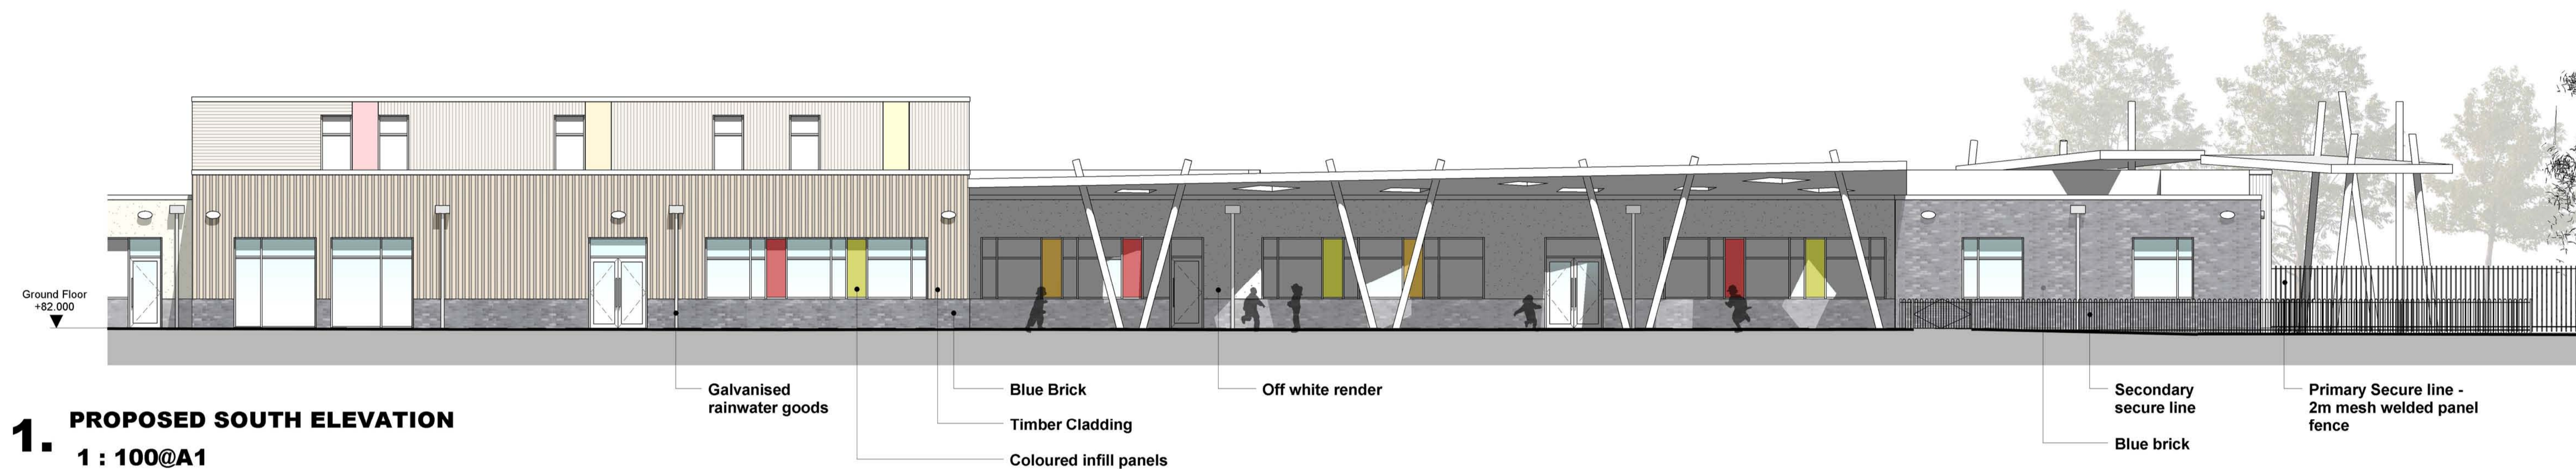 Ground Floor
+82.000
Galvanised
rainwater goods
Blue Brick
Timber Cladding
Coloured infill panels
Off white render
Secondary
secure line
Blue brick
Primary Secure line -
2m mesh welded panel
fence
1. PROPOSED SOUTH ELEVATION
1 : 100@A1